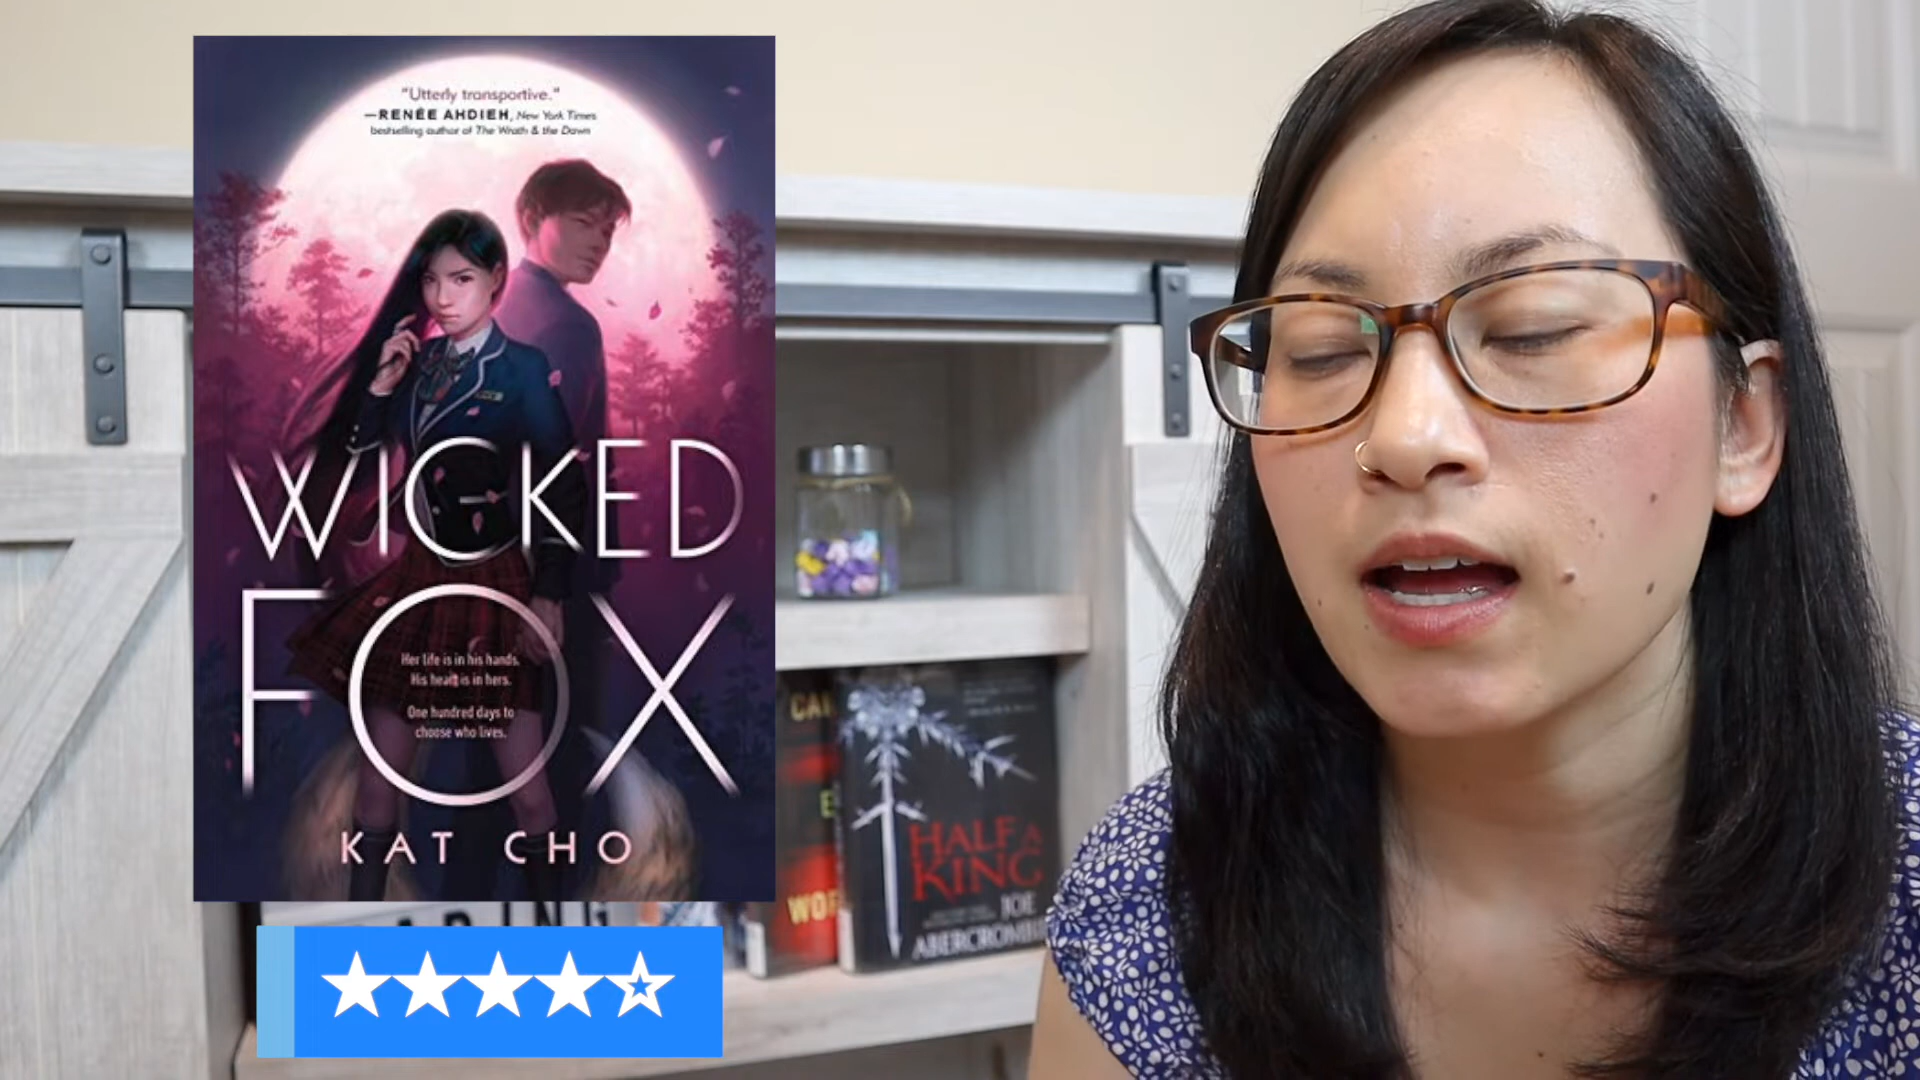 "Utterly transportive."
—RENÉE AHDIEH, New York Times
bestselling author of The Wrath & the Dawn
WICKED
FOX
Her life is in his hands.
His heart is in hers.
One hundred days to
choose who lives.
KAT CHO
HALF A
KING
JOE
ABERCROMBIE